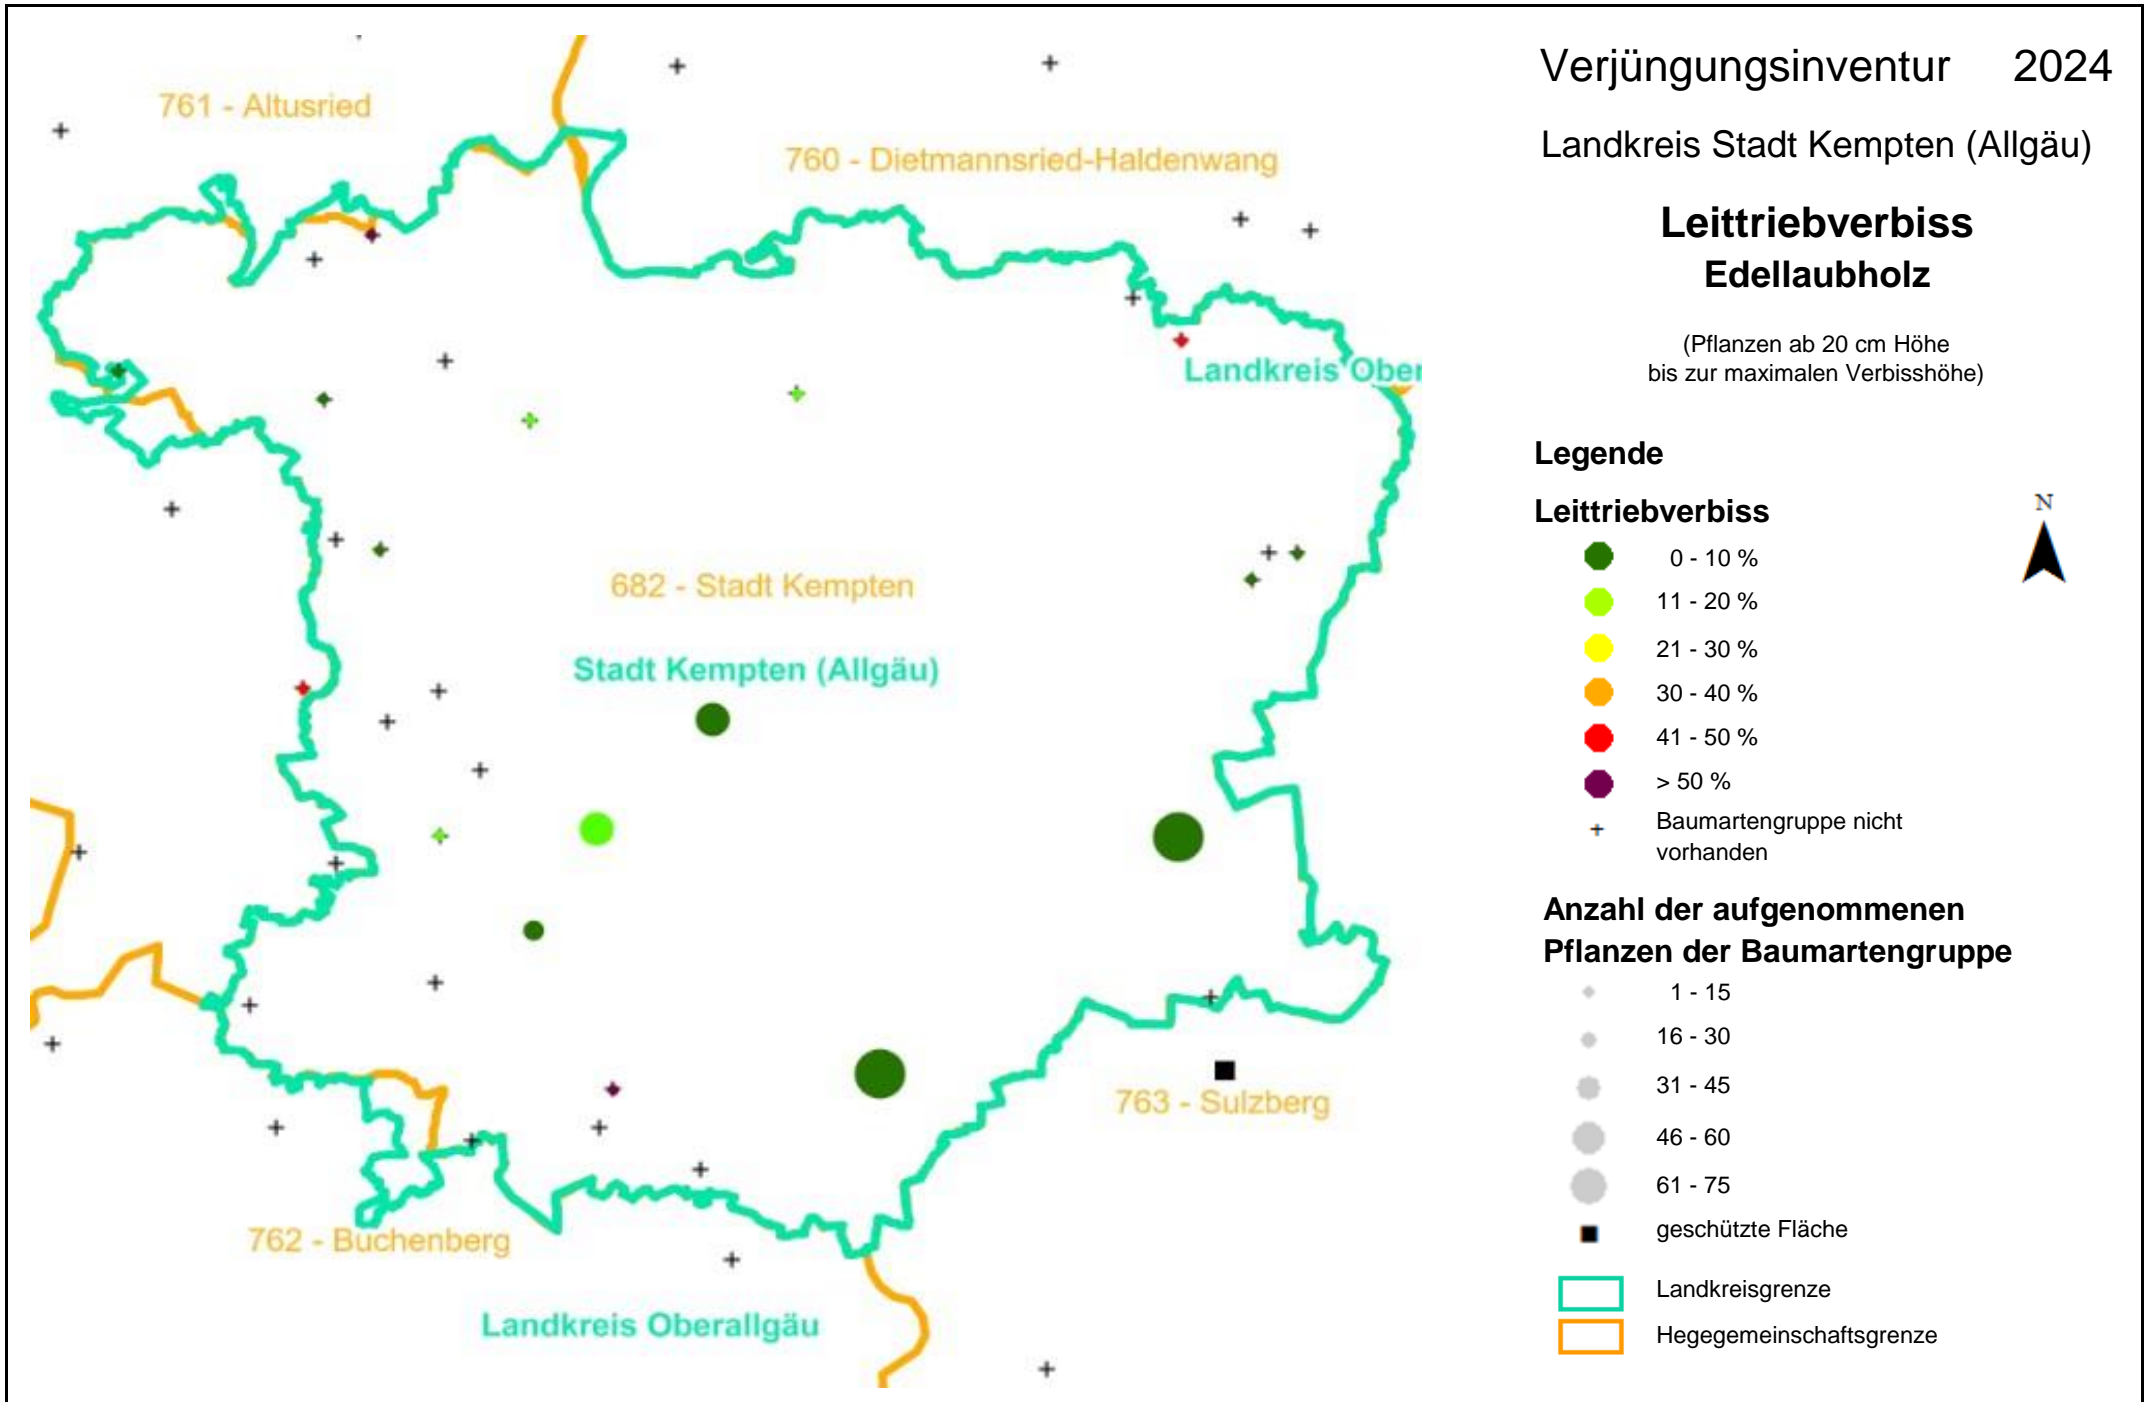 Verjüngungsinventur 2024
Landkreis Stadt Kempten (Allgäu)
Leittriebverbiss
Edellaubholz
(Pflanzen ab 20 cm Höhe
bis zur maximalen Verbisshöhe)
Legende
Leittriebverbiss
N
0 - 10 %
11 - 20 %
21 - 30 %
30 - 40 %
41 - 50 %
> 50 %
Baumartengruppe nicht
vorhanden
Anzahl der aufgenommenen
Pflanzen der Baumartengruppe
1 - 15
16 - 30
31 - 45
46 - 60
61 - 75
geschützte Fläche
Landkreisgrenze
Hegegemeinschaftsgrenze
761 - Altusried
760 - Dietmannsried-Haldenwang
Landkreis Ober
682 - Stadt Kempten
Stadt Kempten (Allgäu)
763 - Sulzberg
762 - Buchenberg
Landkreis Oberallgäu